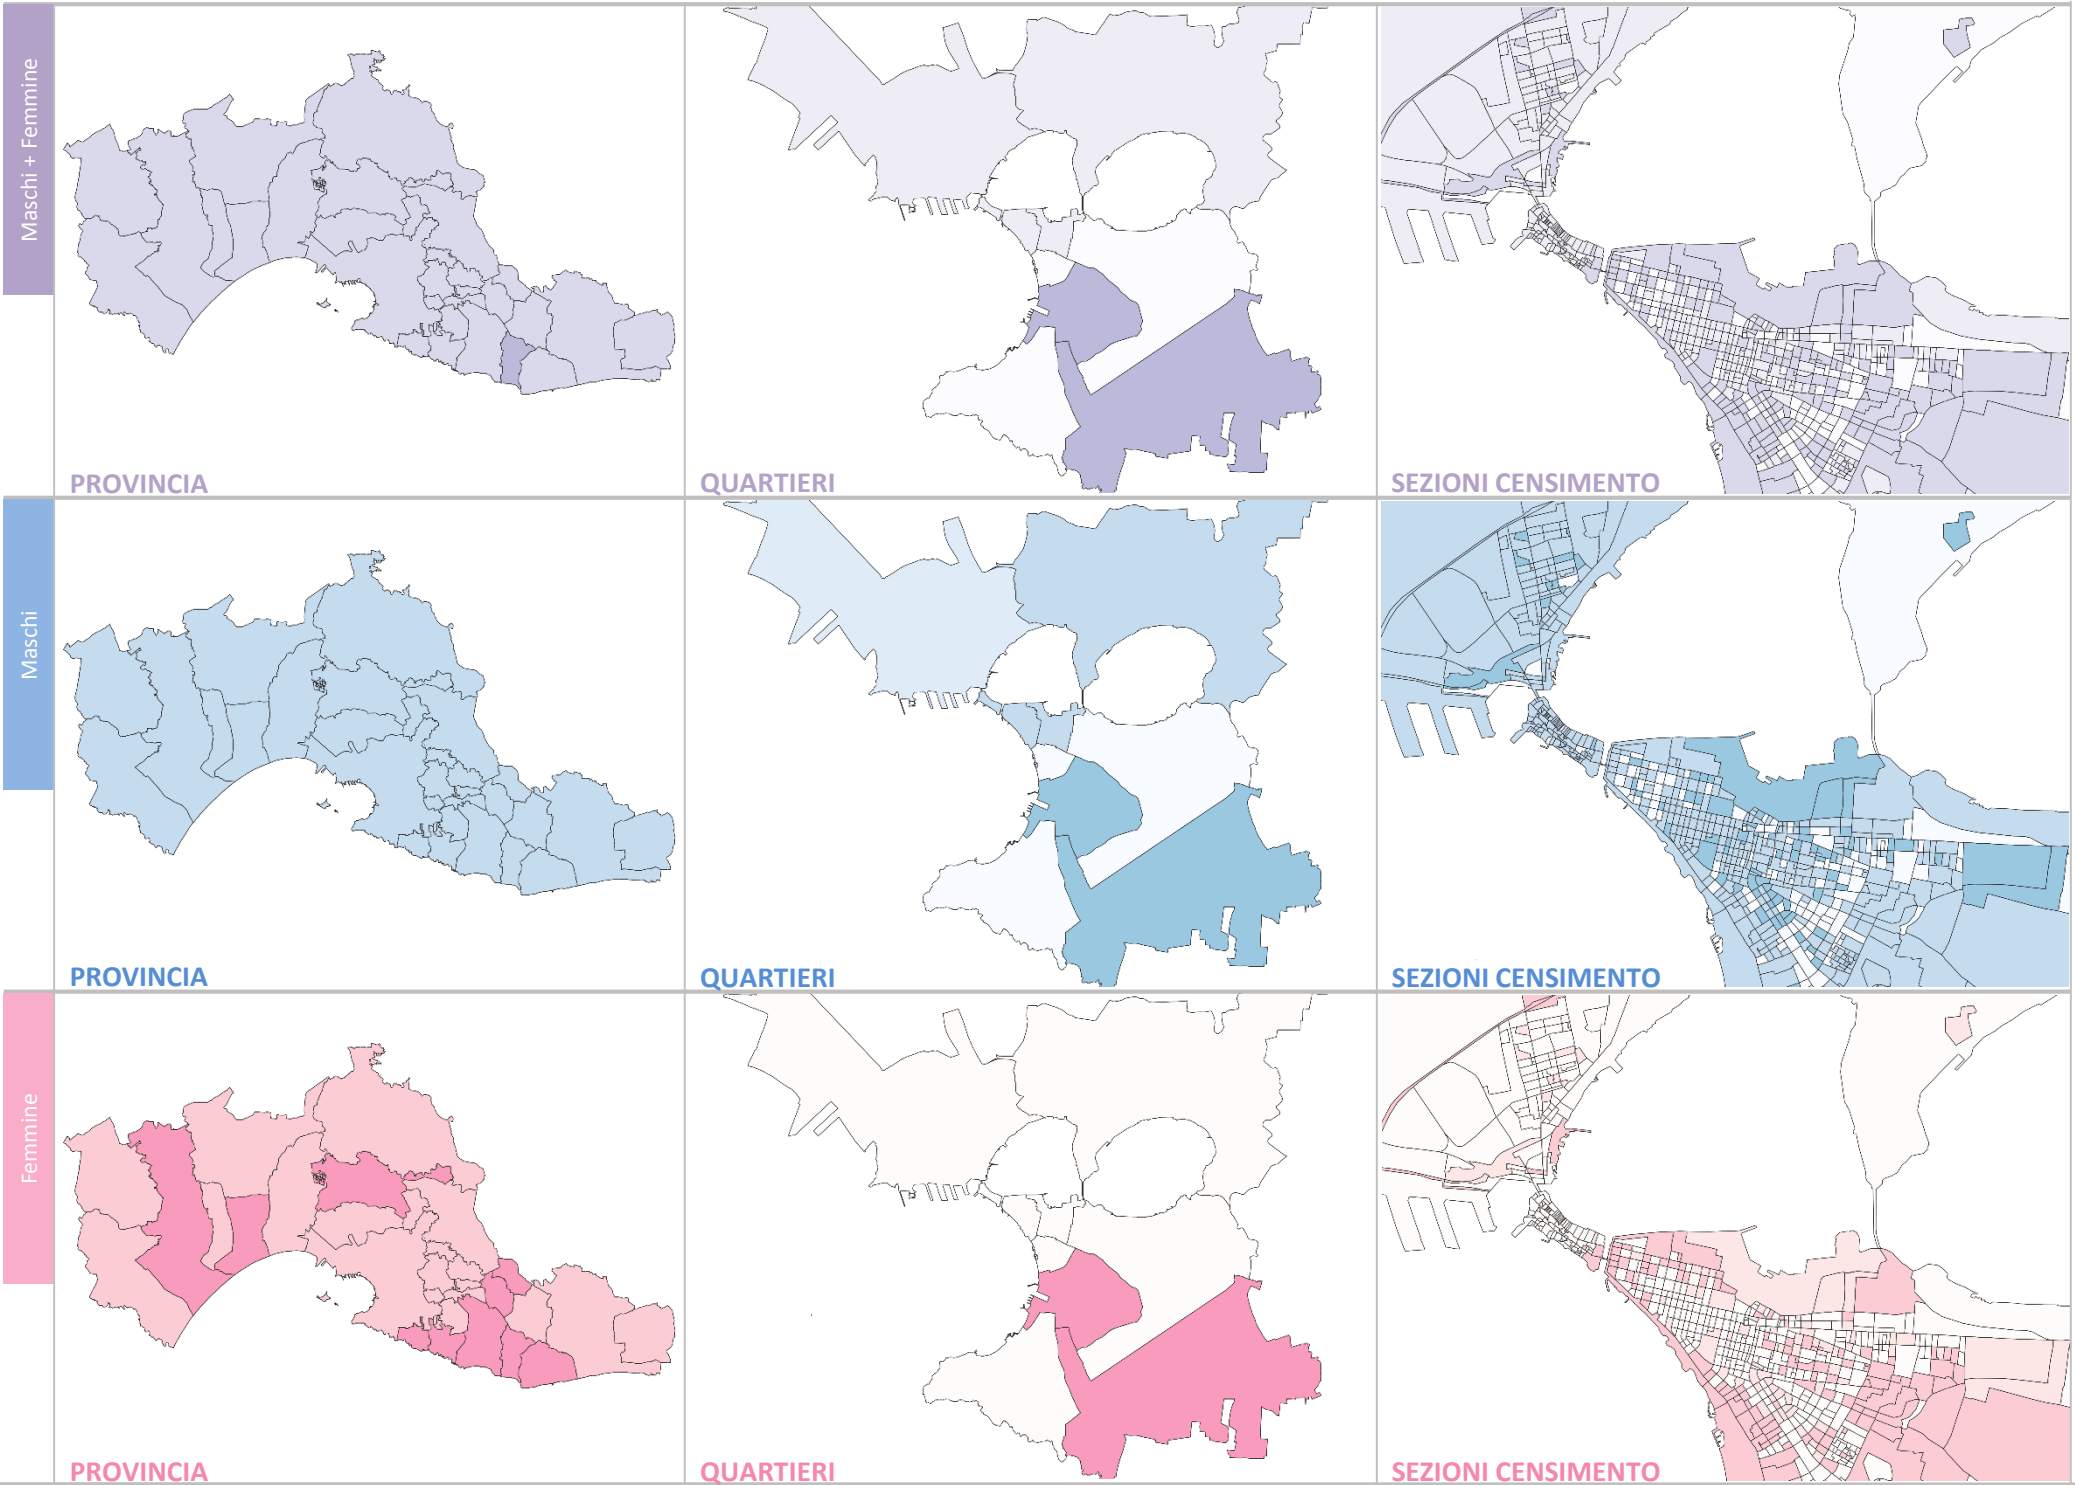 Maschi + Femmine
PROVINCIA
QUARTIERI
SEZIONI CENSIMENTO
Maschi
PROVINCIA
QUARTIERI
SEZIONI CENSIMENTO
Femmine
PROVINCIA
QUARTIERI
SEZIONI CENSIMENTO